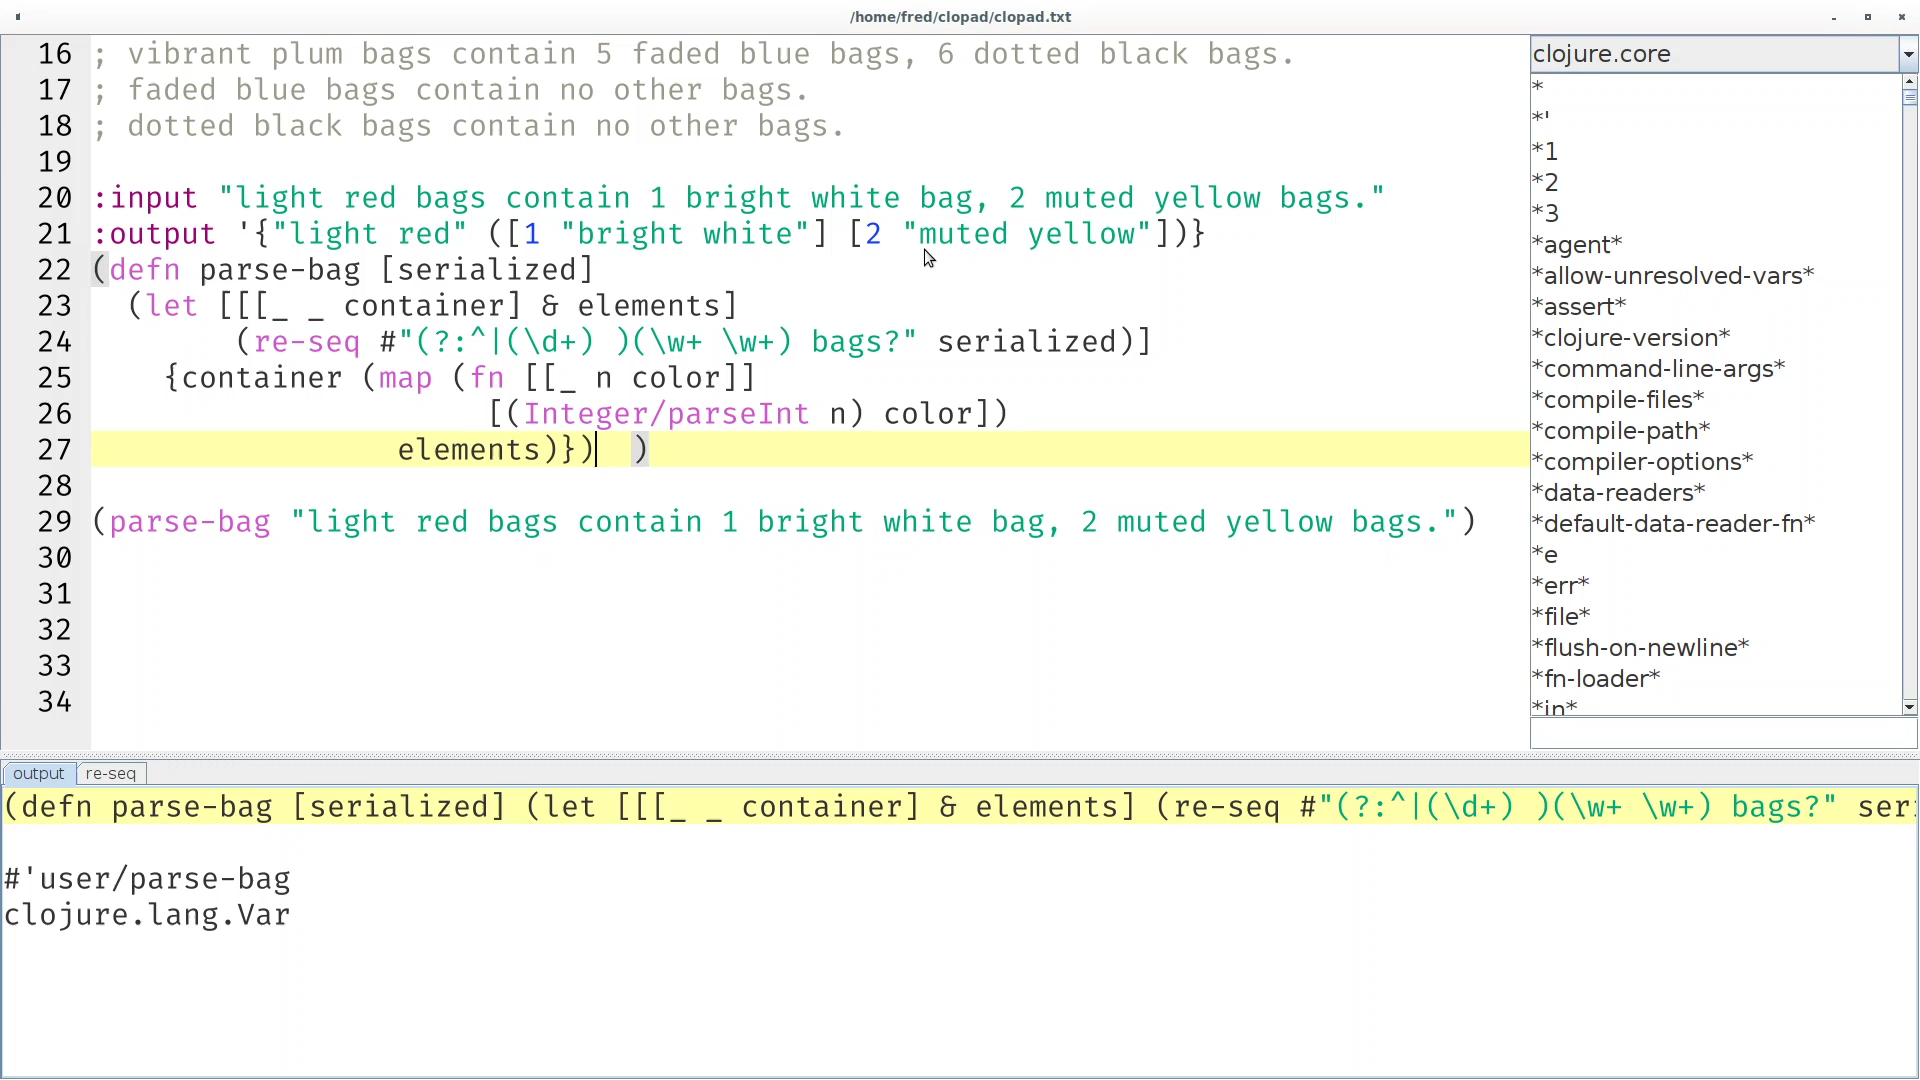 /home/fred/clopad/clopad.txt
16 ; vibrant plum bags contain 5 faded blue bags, 6 dotted black bags.
17 ; faded blue bags contain no other bags.
18 ; dotted black bags contain no other bags.
19
20 :input "light red bags contain 1 bright white bag, 2 muted yellow bags."
21 :output '{"light red" ([1 "bright white"] [2 "muted yellow"])}
22 (defn parse-bag [serialized]
23   (let [[[_ _ container] & elements]
24         (re-seq #"(?:^|(\d+) )(\w+ \w+) bags?" serialized)]
25     {container (map (fn [[_ n color]]
26                       [(Integer/parseInt n) color])
27                  elements)})  )
28
29 (parse-bag "light red bags contain 1 bright white bag, 2 muted yellow bags.")
30
31
32
33
34
clojure.core
*
*'
*1
*2
*3
*agent*
*allow-unresolved-vars*
*assert*
*clojure-version*
*command-line-args*
*compile-files*
*compile-path*
*compiler-options*
*data-readers*
*default-data-reader-fn*
*e
*err*
*file*
*flush-on-newline*
*fn-loader*
*in*
output re-seq
(defn parse-bag [serialized] (let [[[_ _ container] & elements] (re-seq #"(?:^|(\d+) )(\w+ \w+) bags?" ser
#'user/parse-bag
clojure.lang.Var